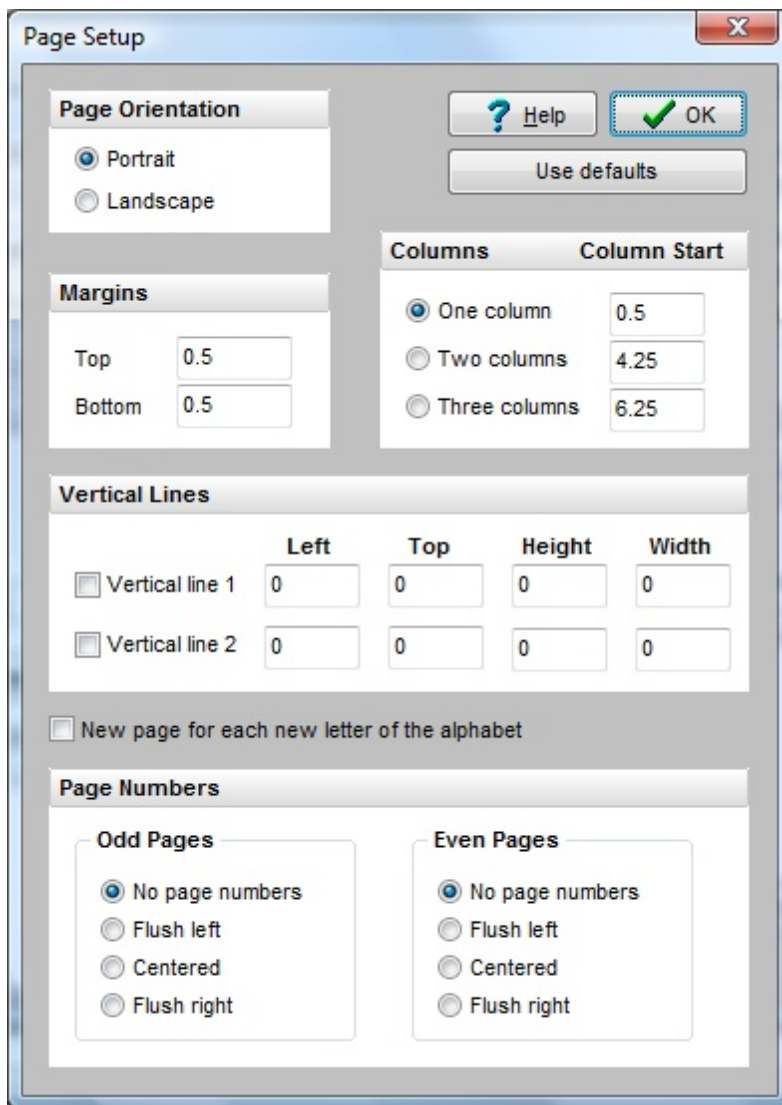 Page Setup
Page Orientation
Portrait
Landscape
Help
OK
Use defaults
Margins
Top 0.5
Bottom 0.5
Columns Column Start
One column 0.5
Two columns 4.25
Three columns 6.25
Vertical Lines
Left Top Height Width
Vertical line 1 0 0 0 0
Vertical line 2 0 0 0 0
New page for each new letter of the alphabet
Page Numbers
Odd Pages
No page numbers
Flush left
Centered
Flush right
Even Pages
No page numbers
Flush left
Centered
Flush right